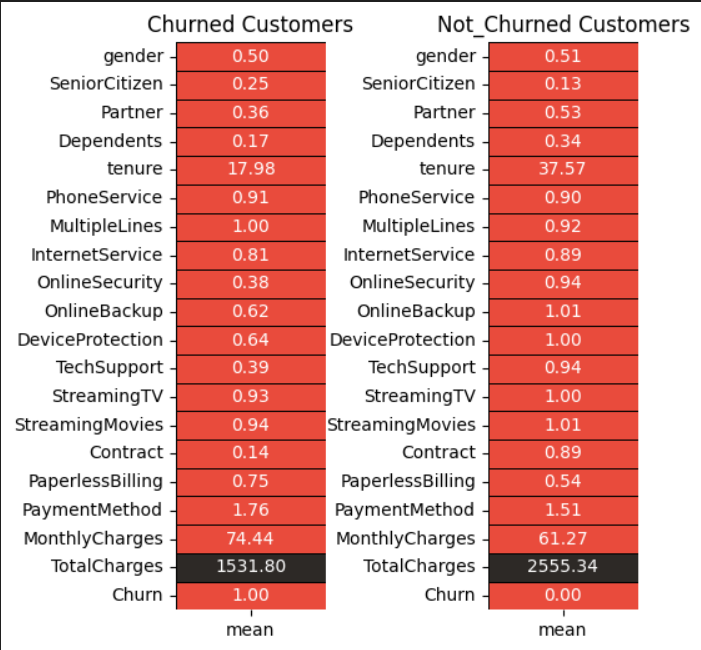 Churned Customers Not_Churned Customers
gender 0.50 gender 0.51
SeniorCitizen 0.25 SeniorCitizen 0.13
Partner 0.36 Partner 0.53
Dependents 0.17 Dependents 0.34
tenure 17.98 tenure 37.57
PhoneService 0.91 PhoneService 0.90
MultipleLines 1.00 MultipleLines 0.92
InternetService 0.81 InternetService 0.89
OnlineSecurity 0.38 OnlineSecurity 0.94
OnlineBackup 0.62 OnlineBackup 1.01
DeviceProtection 0.64 DeviceProtection 1.00
TechSupport 0.39 TechSupport 0.94
StreamingTV 0.93 StreamingTV 1.00
StreamingMovies 0.94 StreamingMovies 1.01
Contract 0.14 Contract 0.89
PaperlessBilling 0.75 PaperlessBilling 0.54
PaymentMethod 1.76 PaymentMethod 1.51
MonthlyCharges 74.44 MonthlyCharges 61.27
TotalCharges 1531.80 TotalCharges 2555.34
Churn 1.00 Churn 0.00
mean mean